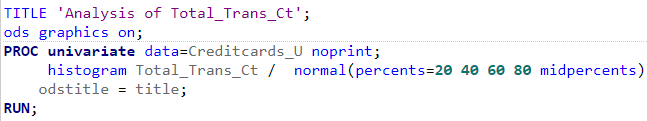 TITLE 'Analysis of Total_Trans_Ct';
ods graphics on;
PROC univariate data=Creditcards_U noprint;
histogram Total_Trans_Ct / normal(percents=20 40 60 80 midpercents)
odstitle = title;
RUN;